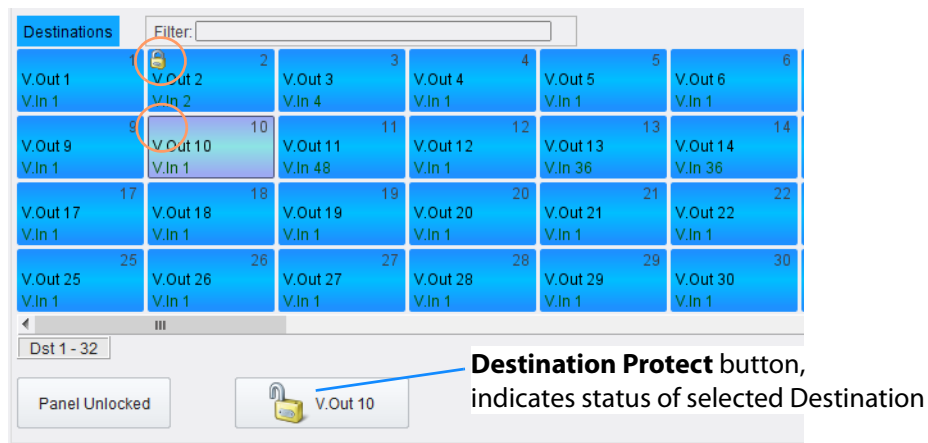 Destinations Filter:
1 2 3 4 5 6
V.Out 1 V.Out 2 V.Out 3 V.Out 4 V.Out 5 V.Out 6
V.In 1 V.In 2 V.In 4 V.In 1 V.In 1 V.In 1
9 10 11 12 13 14
V.Out 9 V.Out 10 V.Out 11 V.Out 12 V.Out 13 V.Out 14
V.In 1 V.In 1 V.In 48 V.In 1 V.In 36 V.In 36
17 18 19 20 21 22
V.Out 17 V.Out 18 V.Out 19 V.Out 20 V.Out 21 V.Out 22
V.In 1 V.In 1 V.In 1 V.In 1 V.In 1 V.In 1
25 26 27 28 29 30
V.Out 25 V.Out 26 V.Out 27 V.Out 28 V.Out 29 V.Out 30
V.In 1 V.In 1 V.In 1 V.In 1 V.In 1 V.In 1
Dst 1 - 32
Destination Protect button,
indicates status of selected Destination
Panel Unlocked V.Out 10